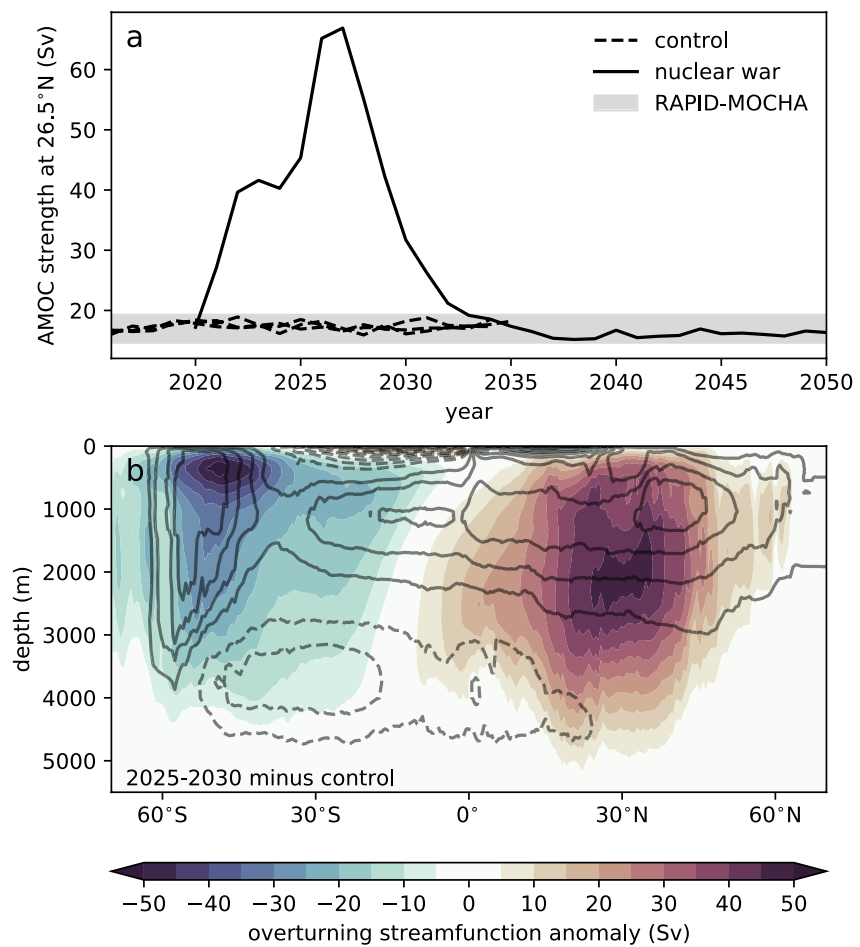 a
control
nuclear war
RAPID-MOCHA
AMOC strength at 26.5°N (Sv)
60
50
40
30
20
2020 2025 2030 2035 2040 2045 2050
year
b
depth (m)
0
1000
2000
3000
4000
5000
2025-2030 minus control
60°S 30°S 0° 30°N 60°N
−50 −40 −30 −20 −10 0 10 20 30 40 50
overturning streamfunction anomaly (Sv)